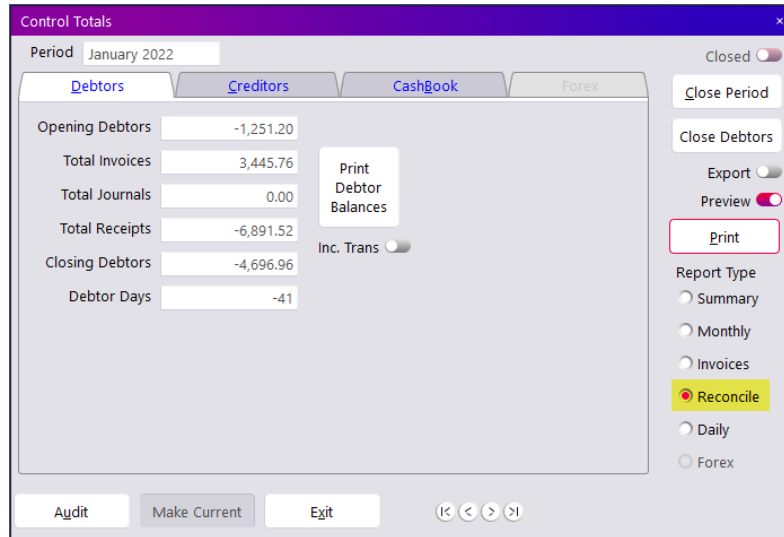 Control Totals
Period January 2022
Closed
Debtors Creditors CashBook Forex
Close Period
Opening Debtors -1,251.20
Close Debtors
Total Invoices 3,445.76
Print
Debtor
Balances
Export
Total Journals 0.00
Preview
Total Receipts -6,891.52
Print
Inc. Trans
Closing Debtors -4,696.96
Report Type
Debtor Days -41
Summary
Monthly
Invoices
Reconcile
Daily
Forex
Audit Make Current Exit